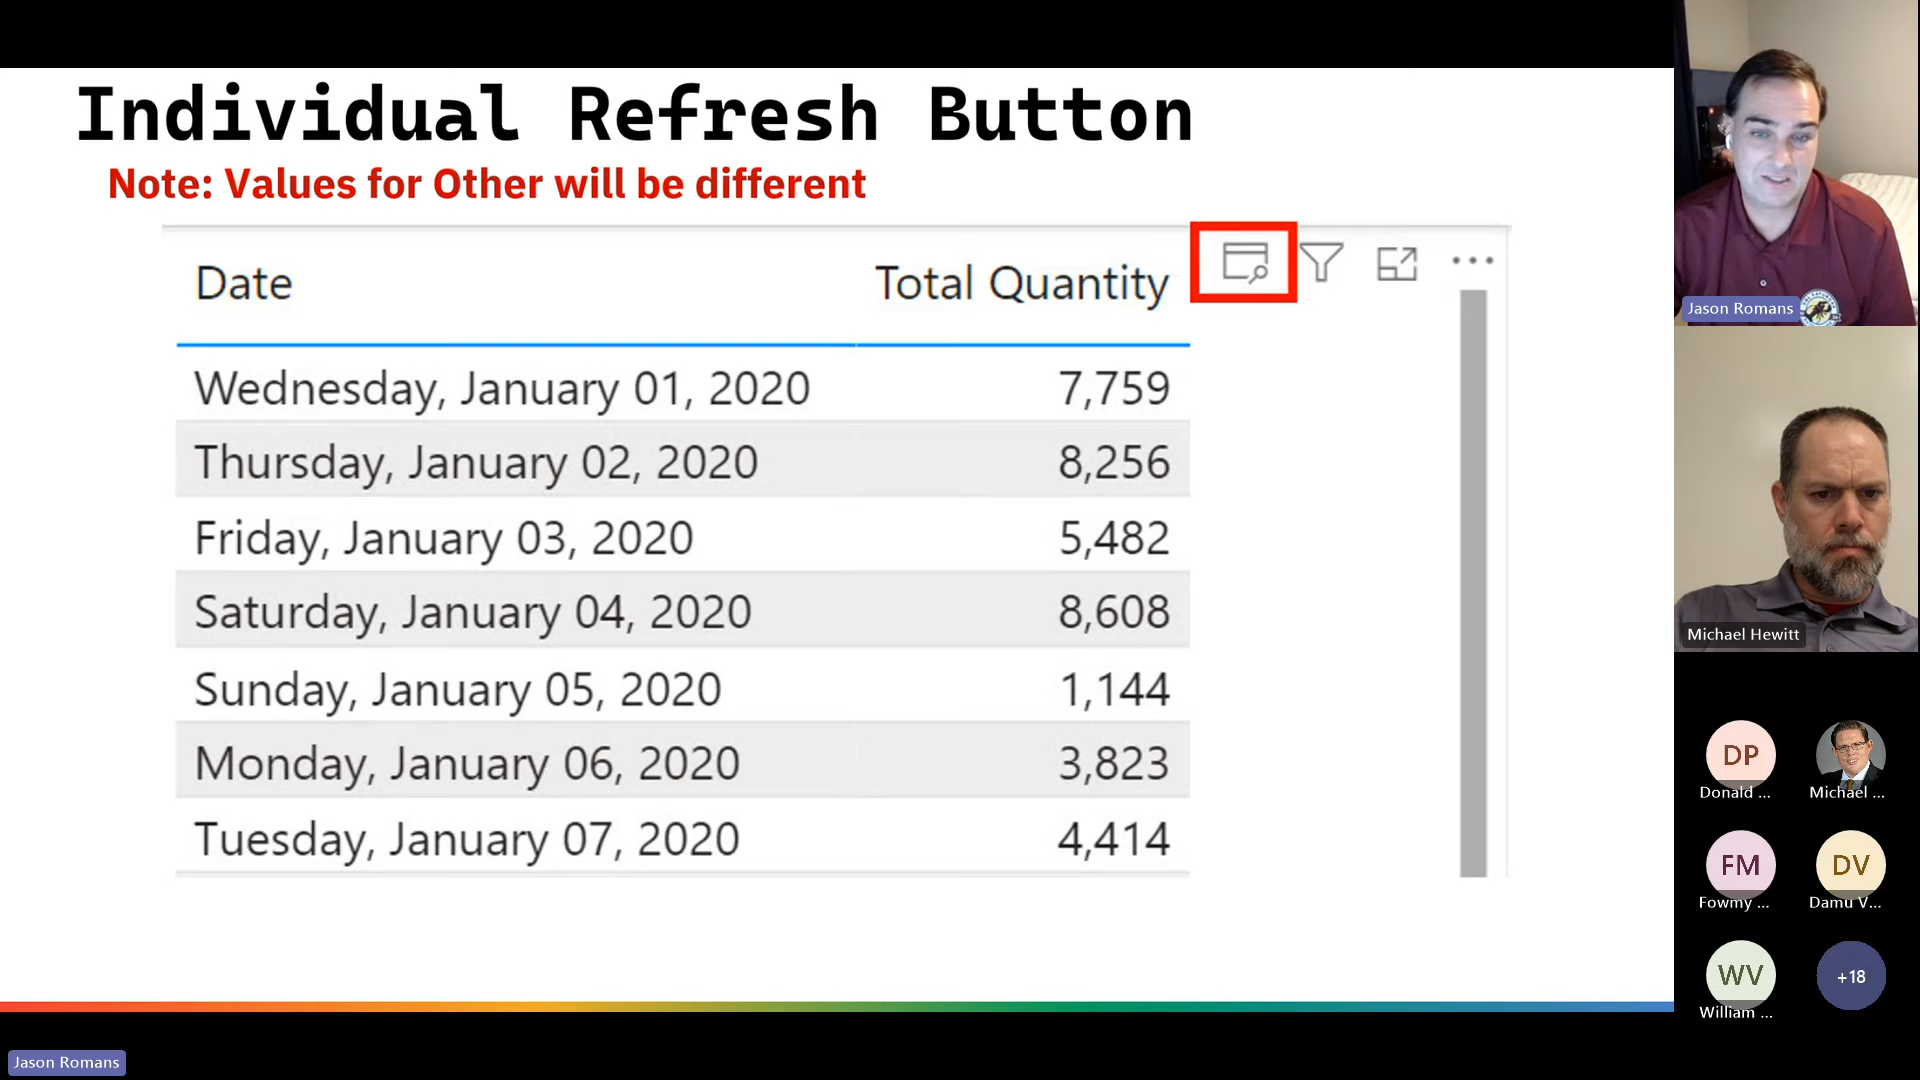 Individual Refresh Button
Note: Values for Other will be different
Date Total Quantity
Wednesday, January 01, 2020 7,759
Thursday, January 02, 2020 8,256
Friday, January 03, 2020 5,482
Saturday, January 04, 2020 8,608
Sunday, January 05, 2020 1,144
Monday, January 06, 2020 3,823
Tuesday, January 07, 2020 4,414
Jason Romans
Jason Romans
Michael Hewitt
DP
Donald ...
Michael ...
FM
Fowmy ...
DV
Damu V...
WV
William ...
+18